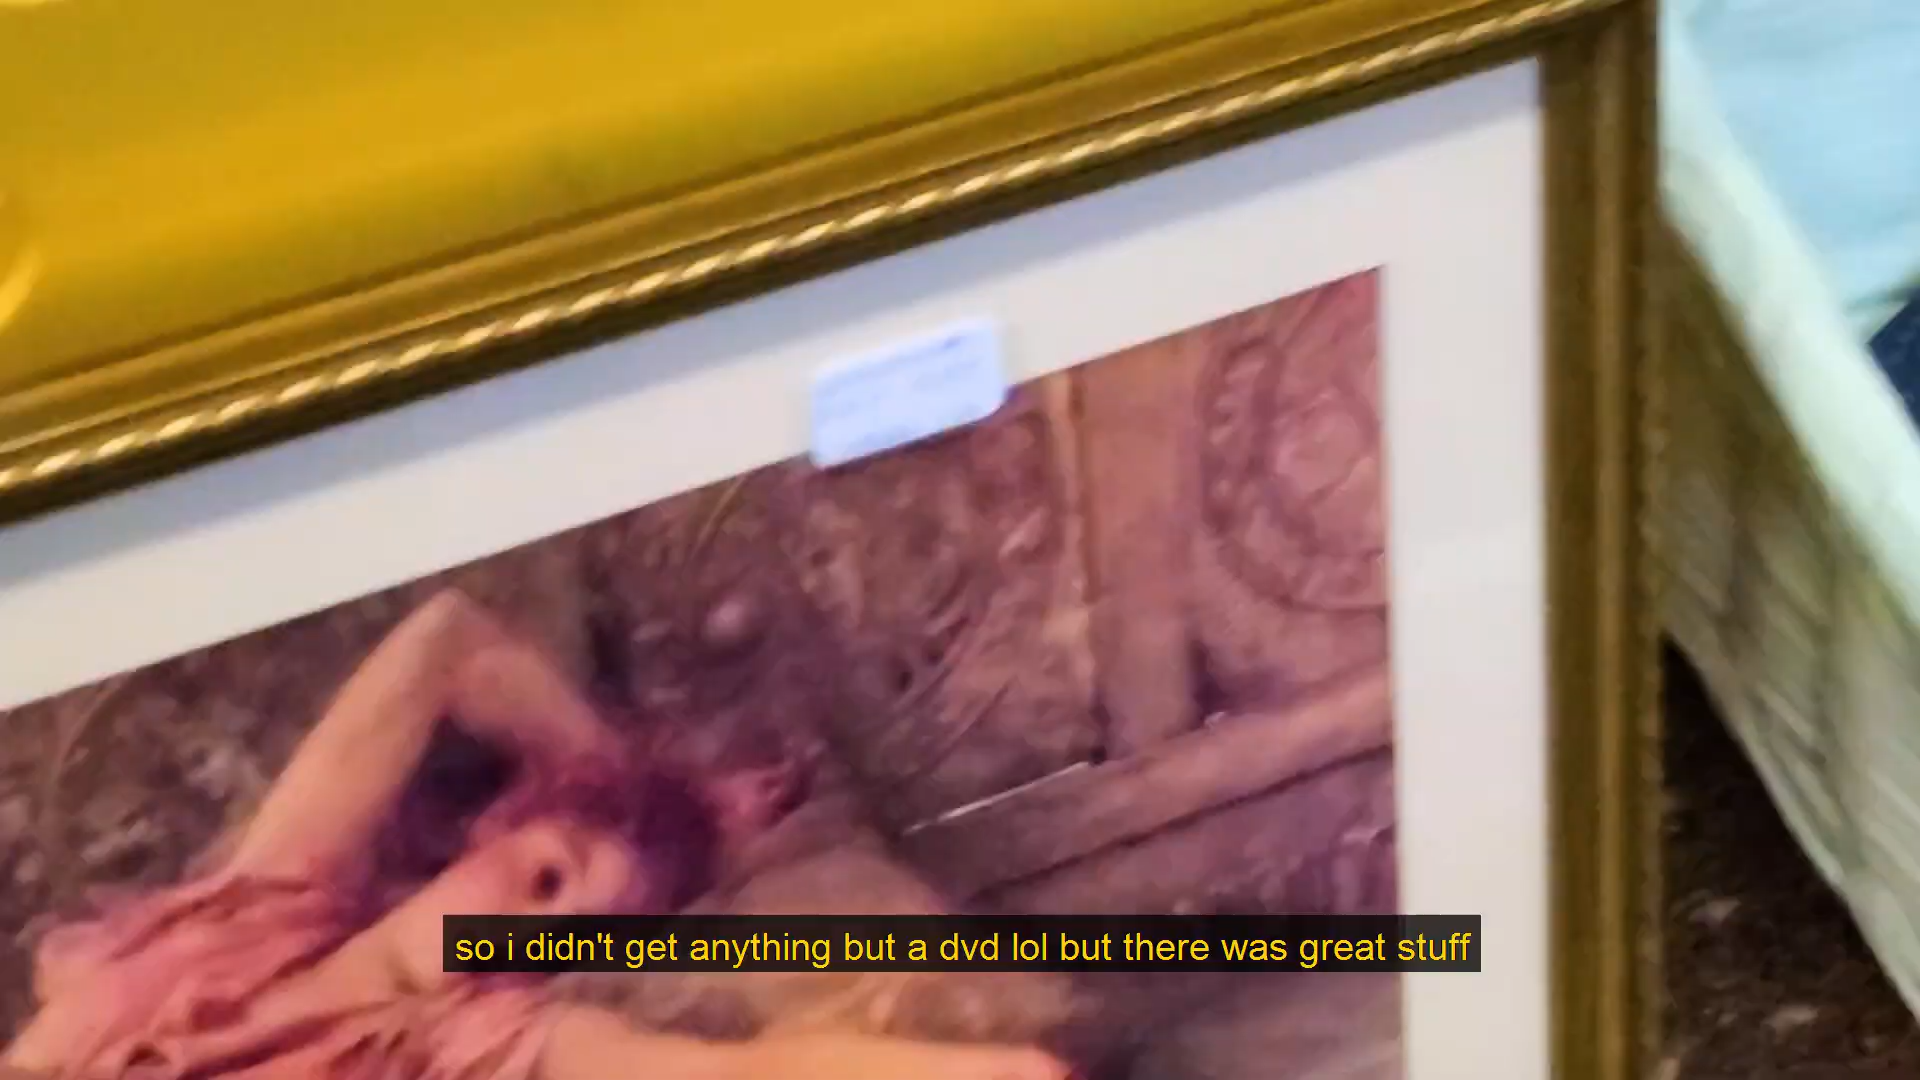 so i didn't get anything but a dvd lol but there was great stuff